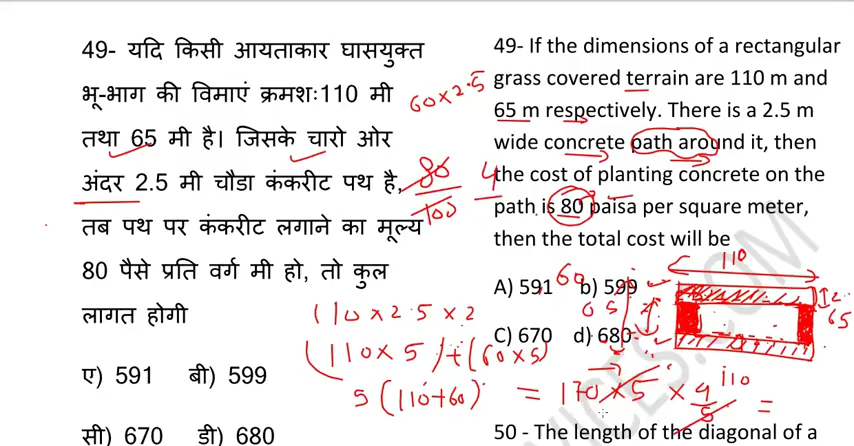 49- यदि किसी आयताकार घासयुक्त
भू-भाग की विमाएं क्रमशः110 मी
तथा 65 मी है। जिसके चारो ओर
अंदर 2.5 मी चौडा कंकरीट पथ है,
तब पथ पर कंकरीट लगाने का मूल्य
80 पैसे प्रति वर्ग मी हो, तो कुल
लागत होगी
ए) 591 बी) 599
सी) 670 डी) 680
60 x 2.5
80
100
4
49- If the dimensions of a rectangular
grass covered terrain are 110 m and
65 m respectively. There is a 2.5 m
wide concrete path around it, then
the cost of planting concrete on the
path is 80 paisa per square meter,
then the total cost will be
A) 591 b) 599
C) 670 d) 680
60
110
65
110 x 2.5 x 2
(110 x 5) + (60 x 5)
5 (110+60) = 170 x 5 x 4/5 =
110
50 - The length of the diagonal of a